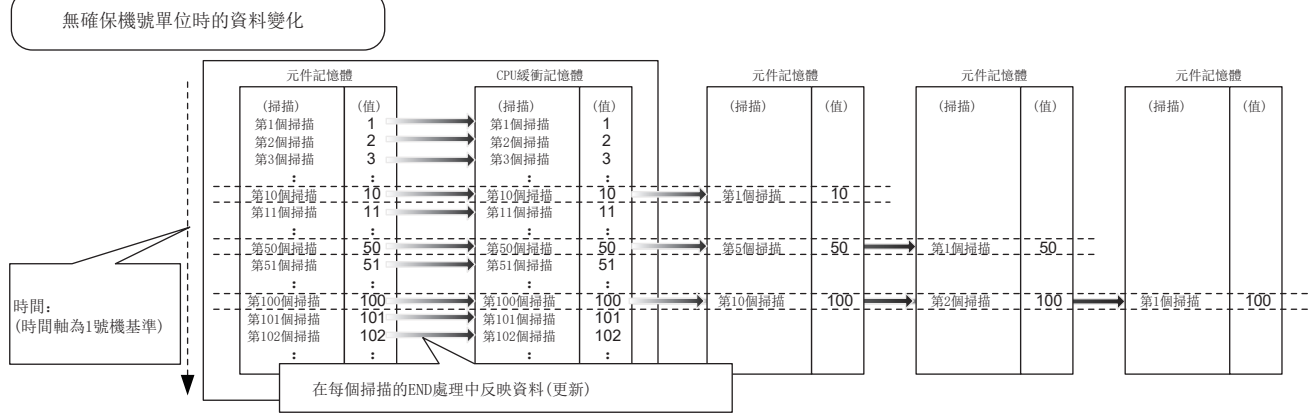 無確保機號單位時的資料變化
元件記憶體 CPU緩衝記憶體 元件記憶體 元件記憶體 元件記憶體
(掃描) (值) (掃描) (值) (掃描) (值) (掃描) (值) (掃描) (值)
第1個掃描 1 第1個掃描 1
第2個掃描 2 第2個掃描 2
第3個掃描 3 第3個掃描 3
: : : :
第10個掃描 10 第10個掃描 10 第1個掃描 10
第11個掃描 11 第11個掃描 11
第50個掃描 50 第50個掃描 50 第5個掃描 50 第1個掃描 50
第51個掃描 51 第51個掃描 51
第100個掃描 100 第100個掃描 100 第10個掃描 100 第2個掃描 100 第1個掃描 100
第101個掃描 101 第101個掃描 101
第102個掃描 102 第102個掃描 102
: : : :
時間:
(時間軸為1號機基準)
在每個掃描的END處理中反映資料(更新)